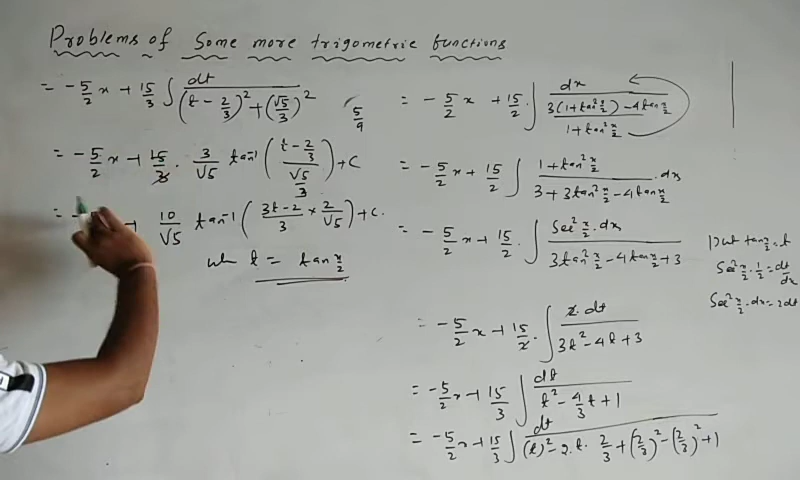 Problems of Some more trigometric functions
= -5/2 x + 15/3 ∫ dt/((t - 2/3)² + (√5/3)²)
5/9
= -5/2 x + 15/3 . 3/√5 tan⁻¹((t - 2/3)/(√5/3)) + C
= - + 10/√5 tan⁻¹((3t-2)/3 × 2/√5) + C.
when t = tan x/2
= -5/2 x + 15/2 . ∫ dx/((3(1+tan² x/2) - 4tan x/2)/(1+tan² x/2))
= -5/2 x + 15/2 ∫ (1+tan² x/2)/(3+3tan² x/2 - 4tan x/2) . dx
= -5/2 x + 15/2 ∫ (Sec² x/2 . dx)/(3tan² x/2 - 4tan x/2 + 3)
put tan x/2 = t
Sec² x/2 . 1/2 = dt/dx
Sec² x/2 . dx = 2dt
= -5/2 x + 15/2 . ∫ (2. dt)/(3t² - 4t + 3)
= -5/2 x + 15/3 ∫ dt/(t² - 4/3 t + 1)
= -5/2 x + 15/3 ∫ dt/((t)² - 2.t. 2/3 + (2/3)² - (2/3)² + 1)